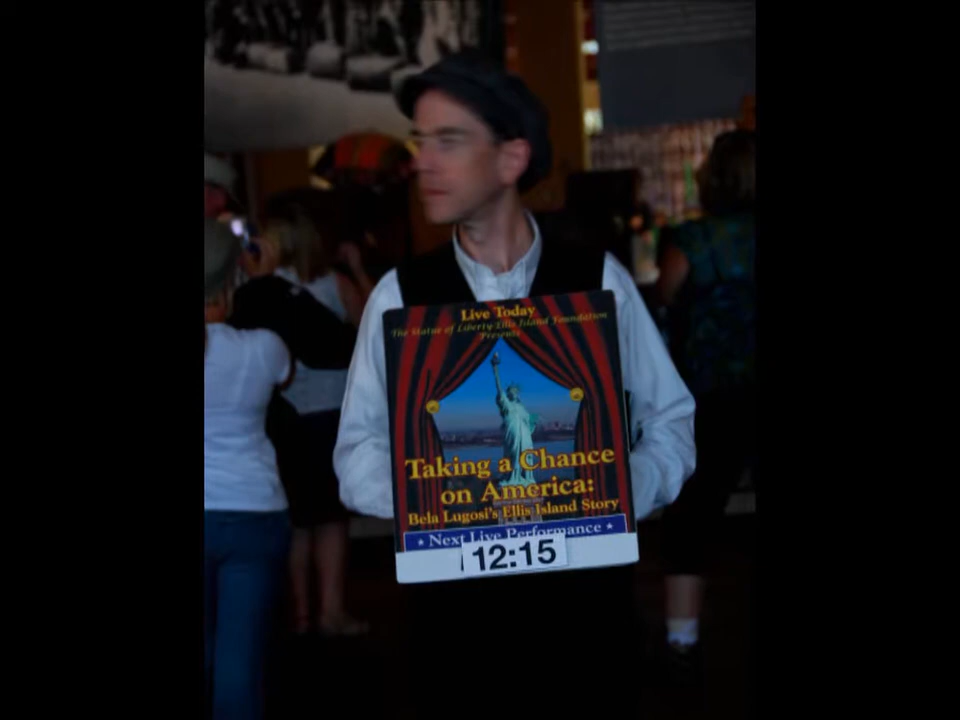 Live Today
The Statue of Liberty-Ellis Island Foundation
Presents
Taking a Chance
on America:
Bela Lugosi's Ellis Island Story
★ Next Live Performance ★
12:15